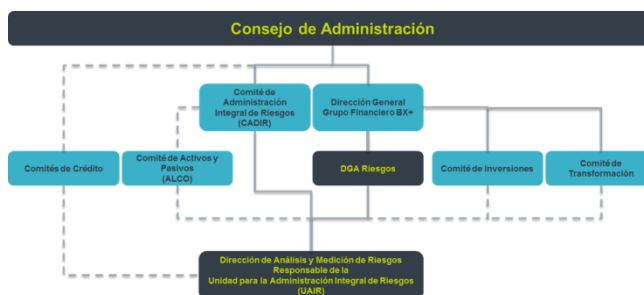 Consejo de Administración
Comité de
Administración
Integral de Riesgos
(CADIR)
Dirección General
Grupo Financiero BX+
Comités de Crédito
Comité de Activos y
Pasivos
(ALCO)
DGA Riesgos
Comité de Inversiones
Comité de
Transformación
Dirección de Análisis y Medición de Riesgos
Responsable de la
Unidad para la Administración Integral de Riesgos
(UAIR)